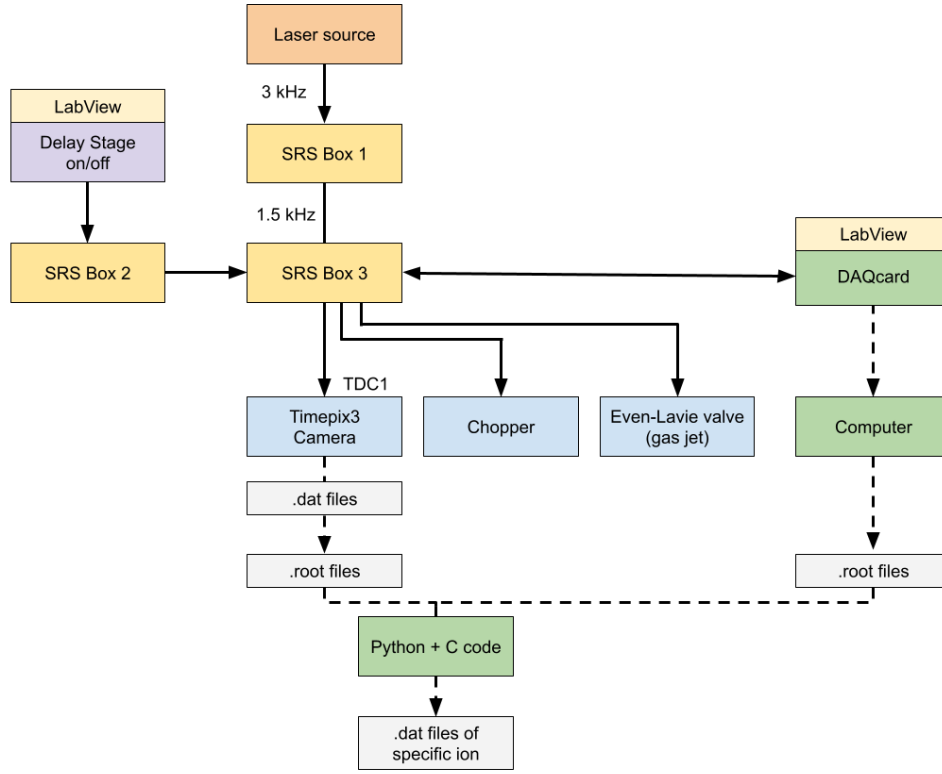 Laser source
3 kHz
LabView
Delay Stage
on/off
SRS Box 1
1.5 kHz
SRS Box 2
SRS Box 3
LabView
DAQcard
TDC1
Timepix3
Camera
Chopper
Even-Lavie valve
(gas jet)
Computer
.dat files
.root files
.root files
Python + C code
.dat files of
specific ion